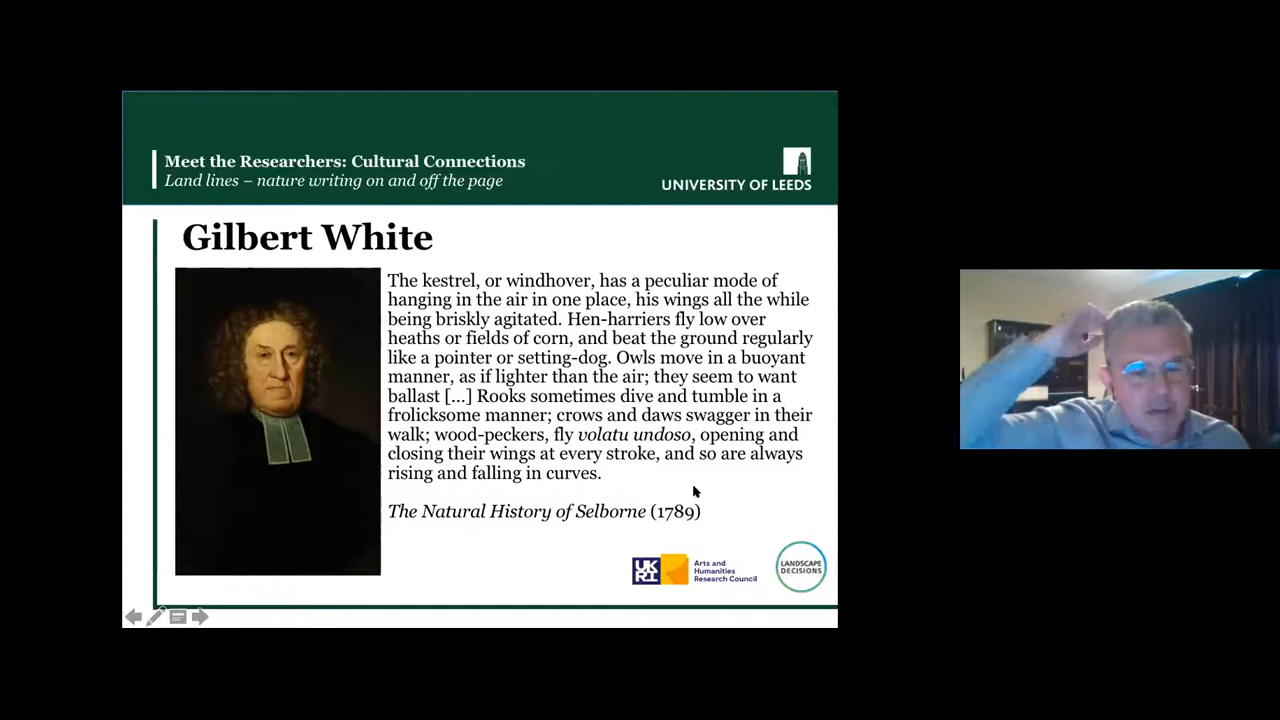 Meet the Researchers: Cultural Connections
Land lines – nature writing on and off the page
UNIVERSITY OF LEEDS
Gilbert White
The kestrel, or windhover, has a peculiar mode of
hanging in the air in one place, his wings all the while
being briskly agitated. Hen-harriers fly low over
heaths or fields of corn, and beat the ground regularly
like a pointer or setting-dog. Owls move in a buoyant
manner, as if lighter than the air; they seem to want
ballast [...] Rooks sometimes dive and tumble in a
frolicksome manner; crows and daws swagger in their
walk; wood-peckers, fly volatu undoso, opening and
closing their wings at every stroke, and so are always
rising and falling in curves.
The Natural History of Selborne (1789)
UK
RI
Arts and
Humanities
Research Council
LANDSCAPE
DECISIONS